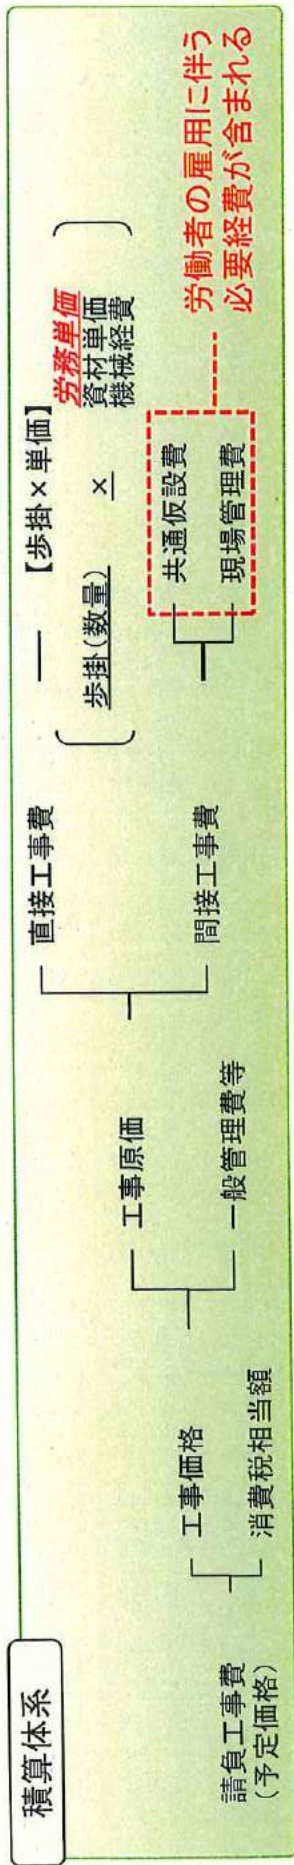 積算体系
請負工事費
(予定価格)
工事価格
消費税相当額
工事原価
一般管理費等
直接工事費
間接工事費
【歩掛×単価】
歩掛(数量)
×
労務単価
資材単価
機械経費
共通仮設費
現場管理費
労働者の雇用に伴う
必要経費が含まれる